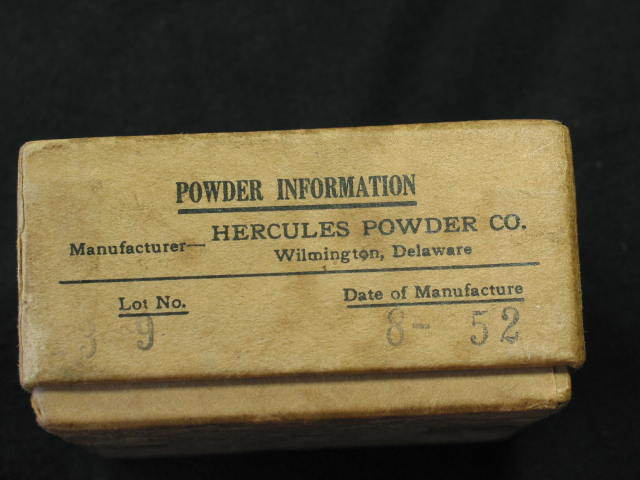 POWDER INFORMATION
Manufacturer— HERCULES POWDER CO.
Wilmington, Delaware
Lot No. Date of Manufacture
9 8- 52